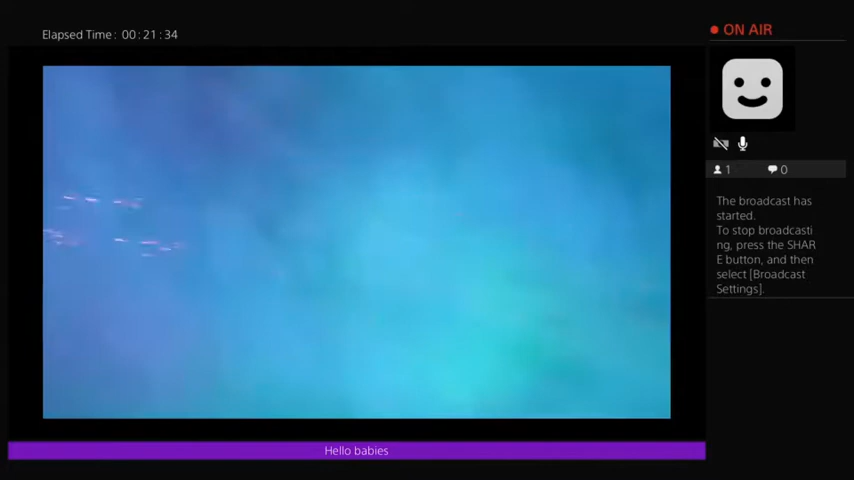 Elapsed Time: 00:21:34
ON AIR
1 0
The broadcast has
started.
To stop broadcasti
ng, press the SHAR
E button, and then
select [Broadcast
Settings].
Hello babies